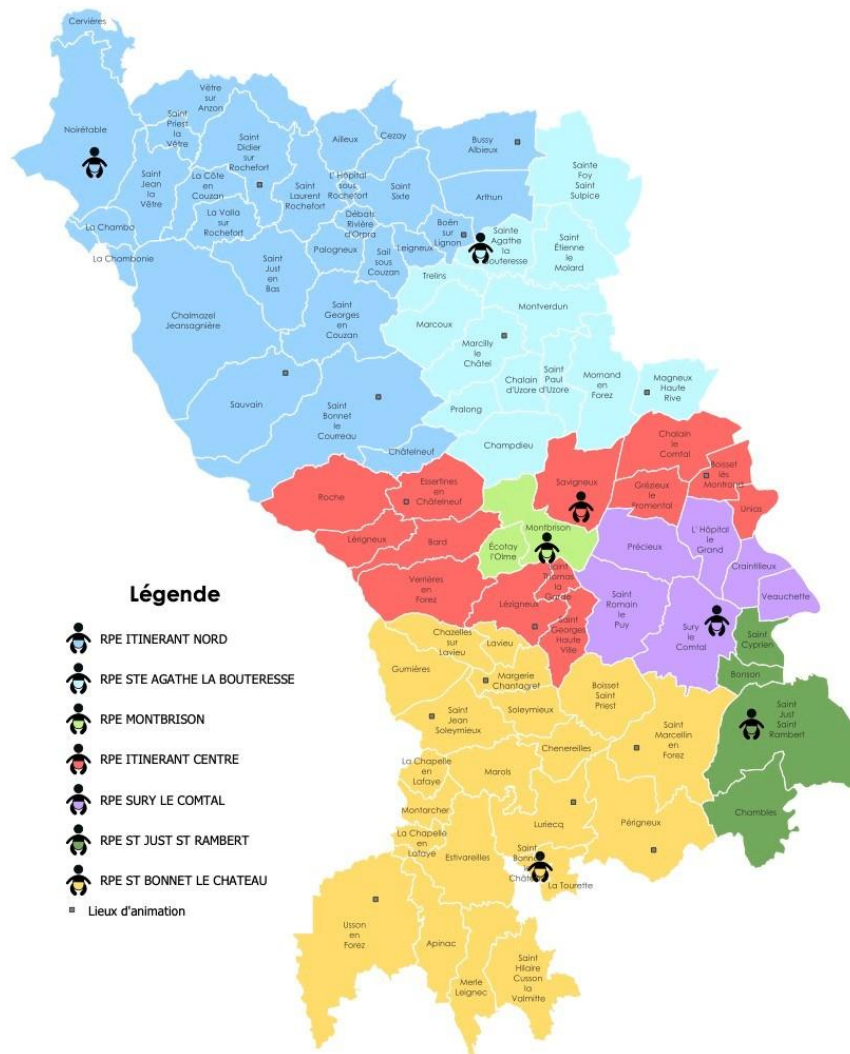 Cervières
Vêtre
sur
Anzon
Saint
Priest
la
Vêtre
Noirétable
Saint
Didier
sur
Rochefort
Ailleux
Cezay
Bussy
Albieux
Sainte
Foy
Saint
Sulpice
Saint
Jean
la
Vêtre
La Côte
en
Couzan
Saint
Laurent
Rochefort
L' Hôpital
sous
Rochefort
Saint
Sixte
Arthun
La Chamba
La Valla
sur
Rochefort
Débats
Rivière
d'Orpra
Boën
sur
Lignon
Sainte
Agathe
la
Bouteresse
Saint
Étienne
le
Molard
La Chambonie
Palogneux
Leigneux
Sail
sous
Couzan
Saint
Just
en
Bas
Trelins
Chalmazel
Jeansagnière
Saint
Georges
en
Couzan
Marcoux
Montverdun
Marcilly
le
Châtel
Sauvain
Saint
Bonnet
le
Courreau
Pralong
Chalain
d'Uzore
Saint
Paul
d'Uzore
Mornand
en
Forez
Magneux
Haute
Rive
Châtelneuf
Champdieu
Chalain
le
Comtal
Roche
Essertines
en
Châtelneuf
Savigneux
Grézieux
le
Fromental
Boisset
lès
Montrond
Unias
Lérigneux
Bard
Écotay
l'Olme
Montbrison
Précieux
L' Hôpital
le
Grand
Craintilleux
Verrières
en
Forez
Lézigneux
Saint
Thomas
la
Garde
Saint
Georges
Haute
Ville
Saint
Romain
le
Puy
Sury
le
Comtal
Veauchette
Chazelles
sur
Lavieu
Lavieu
Saint
Cyprien
Gumières
Margerie
Chantagret
Boisset
Saint
Priest
Bonson
Saint
Jean
Soleymieux
Soleymieux
Saint
Marcellin
en
Forez
Saint
Just
Saint
Rambert
Chenereilles
La Chapelle
en
Lafaye
Marols
Montarcher
Luriecq
Périgneux
Chambles
La Chapelle
en
Lafaye
Estivareilles
Saint
Bonnet
le
Château
La Tourette
Usson
en
Forez
Apinac
Merle
Leignec
Saint
Hilaire
Cusson
la
Valmitte
Légende
RPE ITINERANT NORD
RPE STE AGATHE LA BOUTERESSE
RPE MONTBRISON
RPE ITINERANT CENTRE
RPE SURY LE COMTAL
RPE ST JUST ST RAMBERT
RPE ST BONNET LE CHATEAU
Lieux d'animation